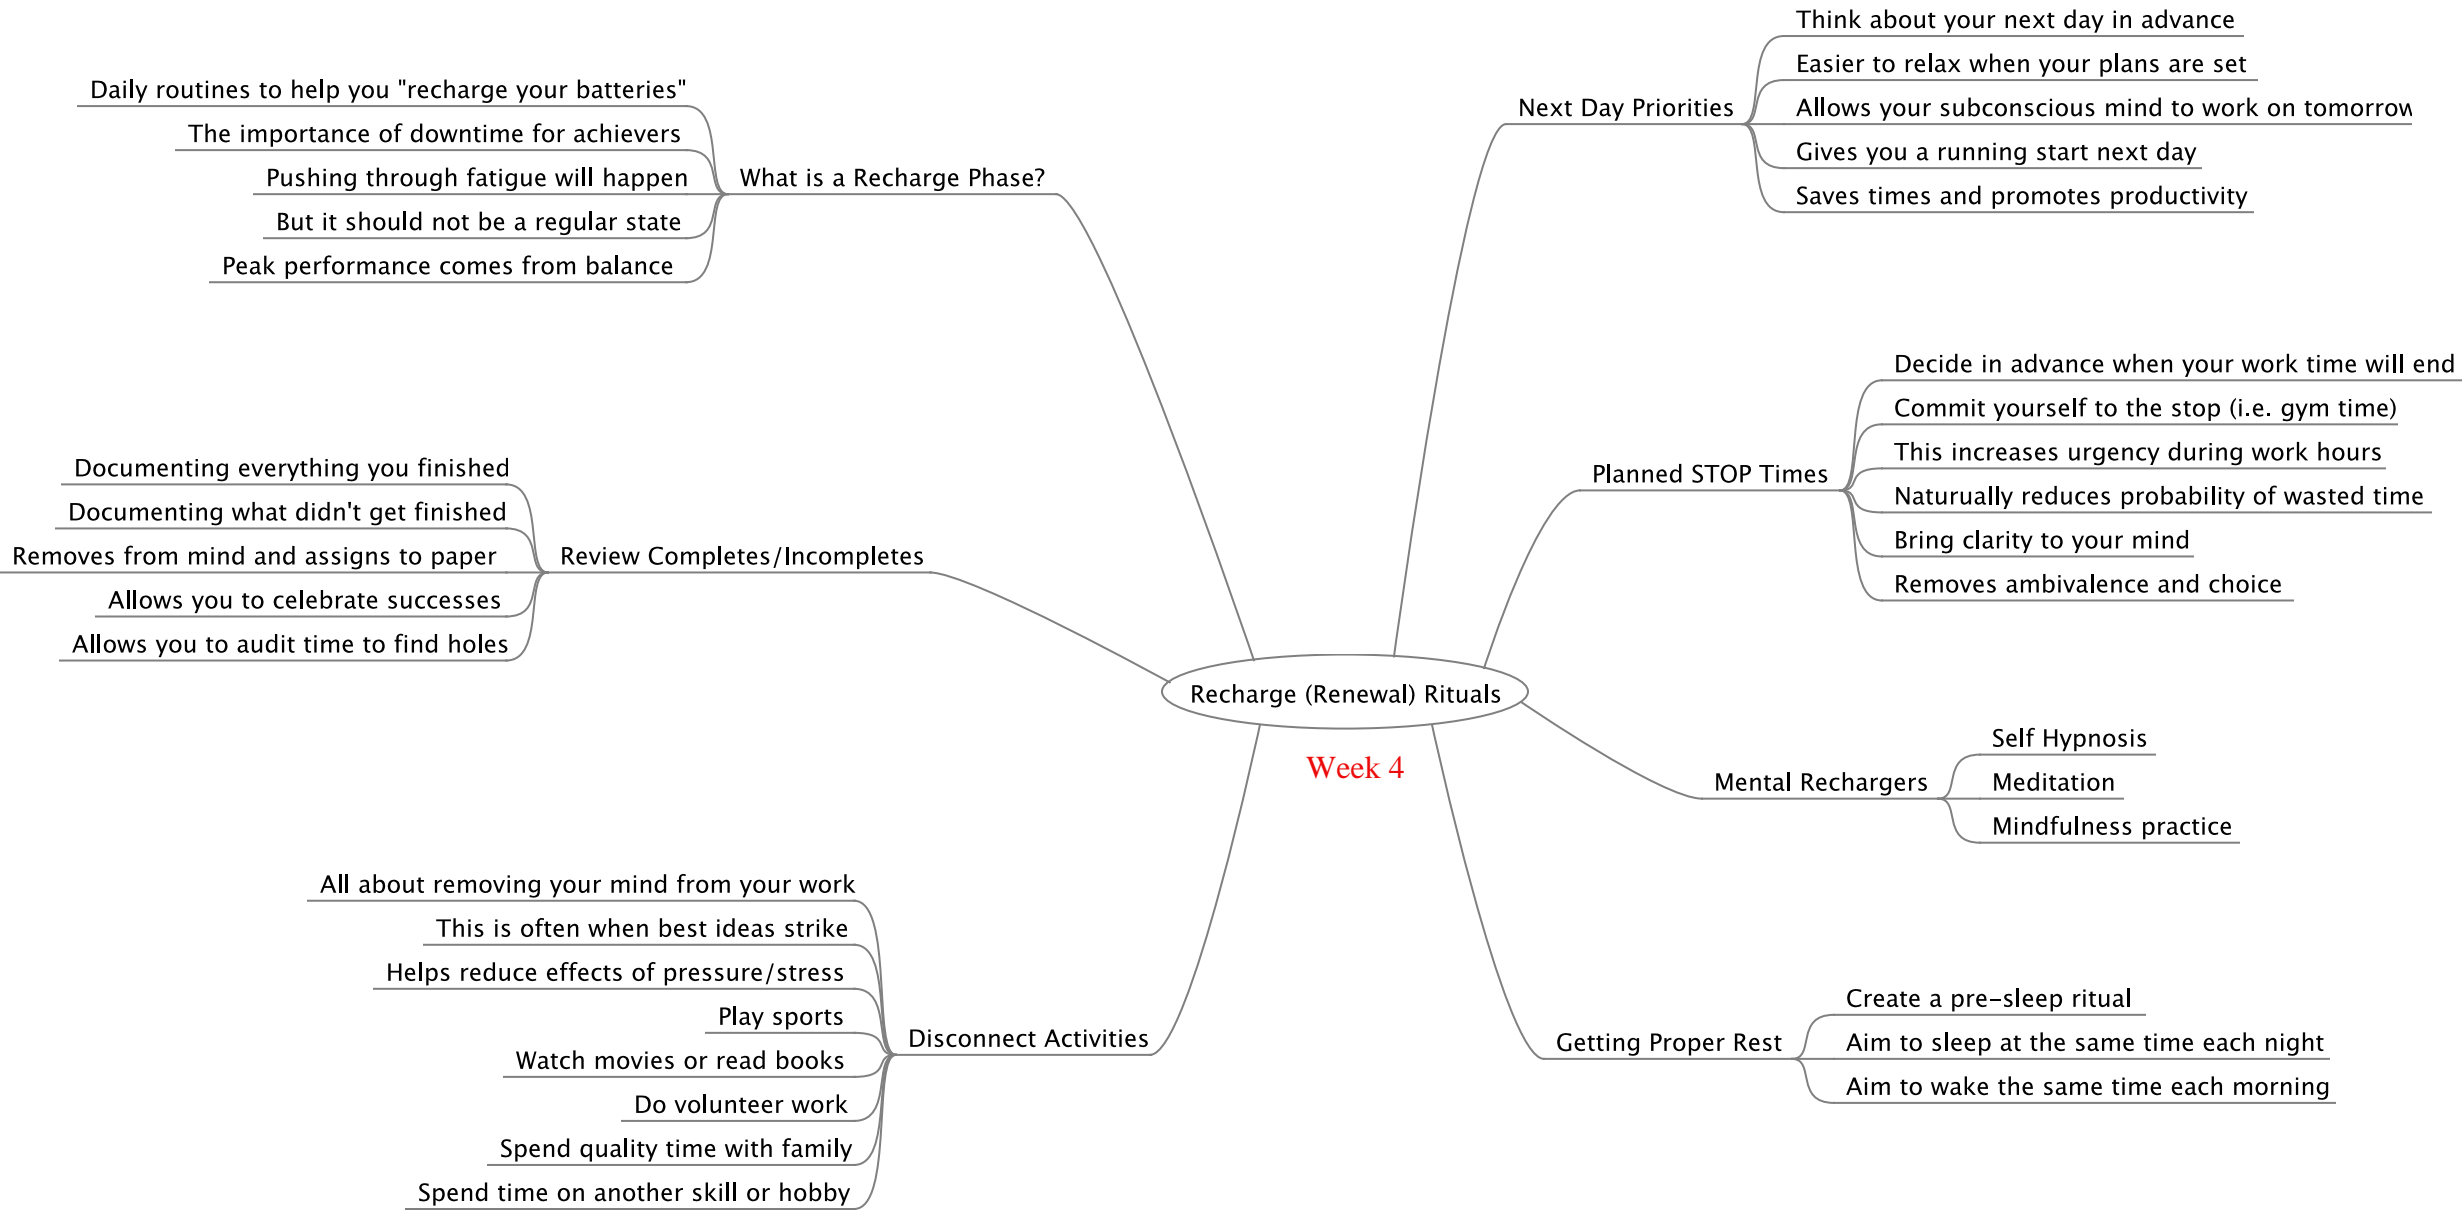 Recharge (Renewal) Rituals
Week 4
What is a Recharge Phase?
Daily routines to help you "recharge your batteries"
The importance of downtime for achievers
Pushing through fatigue will happen
But it should not be a regular state
Peak performance comes from balance
Review Completes/Incompletes
Documenting everything you finished
Documenting what didn't get finished
Removes from mind and assigns to paper
Allows you to celebrate successes
Allows you to audit time to find holes
Disconnect Activities
All about removing your mind from your work
This is often when best ideas strike
Helps reduce effects of pressure/stress
Play sports
Watch movies or read books
Do volunteer work
Spend quality time with family
Spend time on another skill or hobby
Next Day Priorities
Think about your next day in advance
Easier to relax when your plans are set
Allows your subconscious mind to work on tomorrow
Gives you a running start next day
Saves times and promotes productivity
Planned STOP Times
Decide in advance when your work time will end
Commit yourself to the stop (i.e. gym time)
This increases urgency during work hours
Naturually reduces probability of wasted time
Bring clarity to your mind
Removes ambivalence and choice
Mental Rechargers
Self Hypnosis
Meditation
Mindfulness practice
Getting Proper Rest
Create a pre-sleep ritual
Aim to sleep at the same time each night
Aim to wake the same time each morning